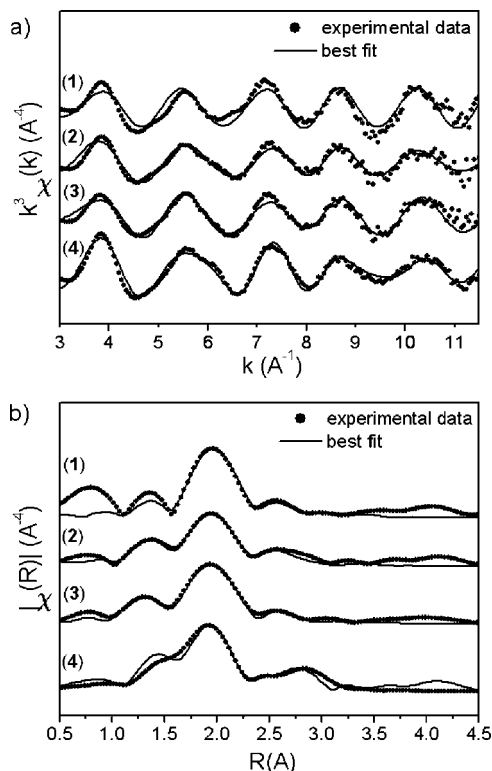 a)
experimental data
best fit
(1)
(2)
(3)
(4)
k³χ(k) (A⁻⁴)
3 4 5 6 7 8 9 10 11
k (A⁻¹)
b)
experimental data
best fit
(1)
(2)
(3)
(4)
|χ(R)| (A⁻⁴)
0.5 1.0 1.5 2.0 2.5 3.0 3.5 4.0 4.5
R(A)